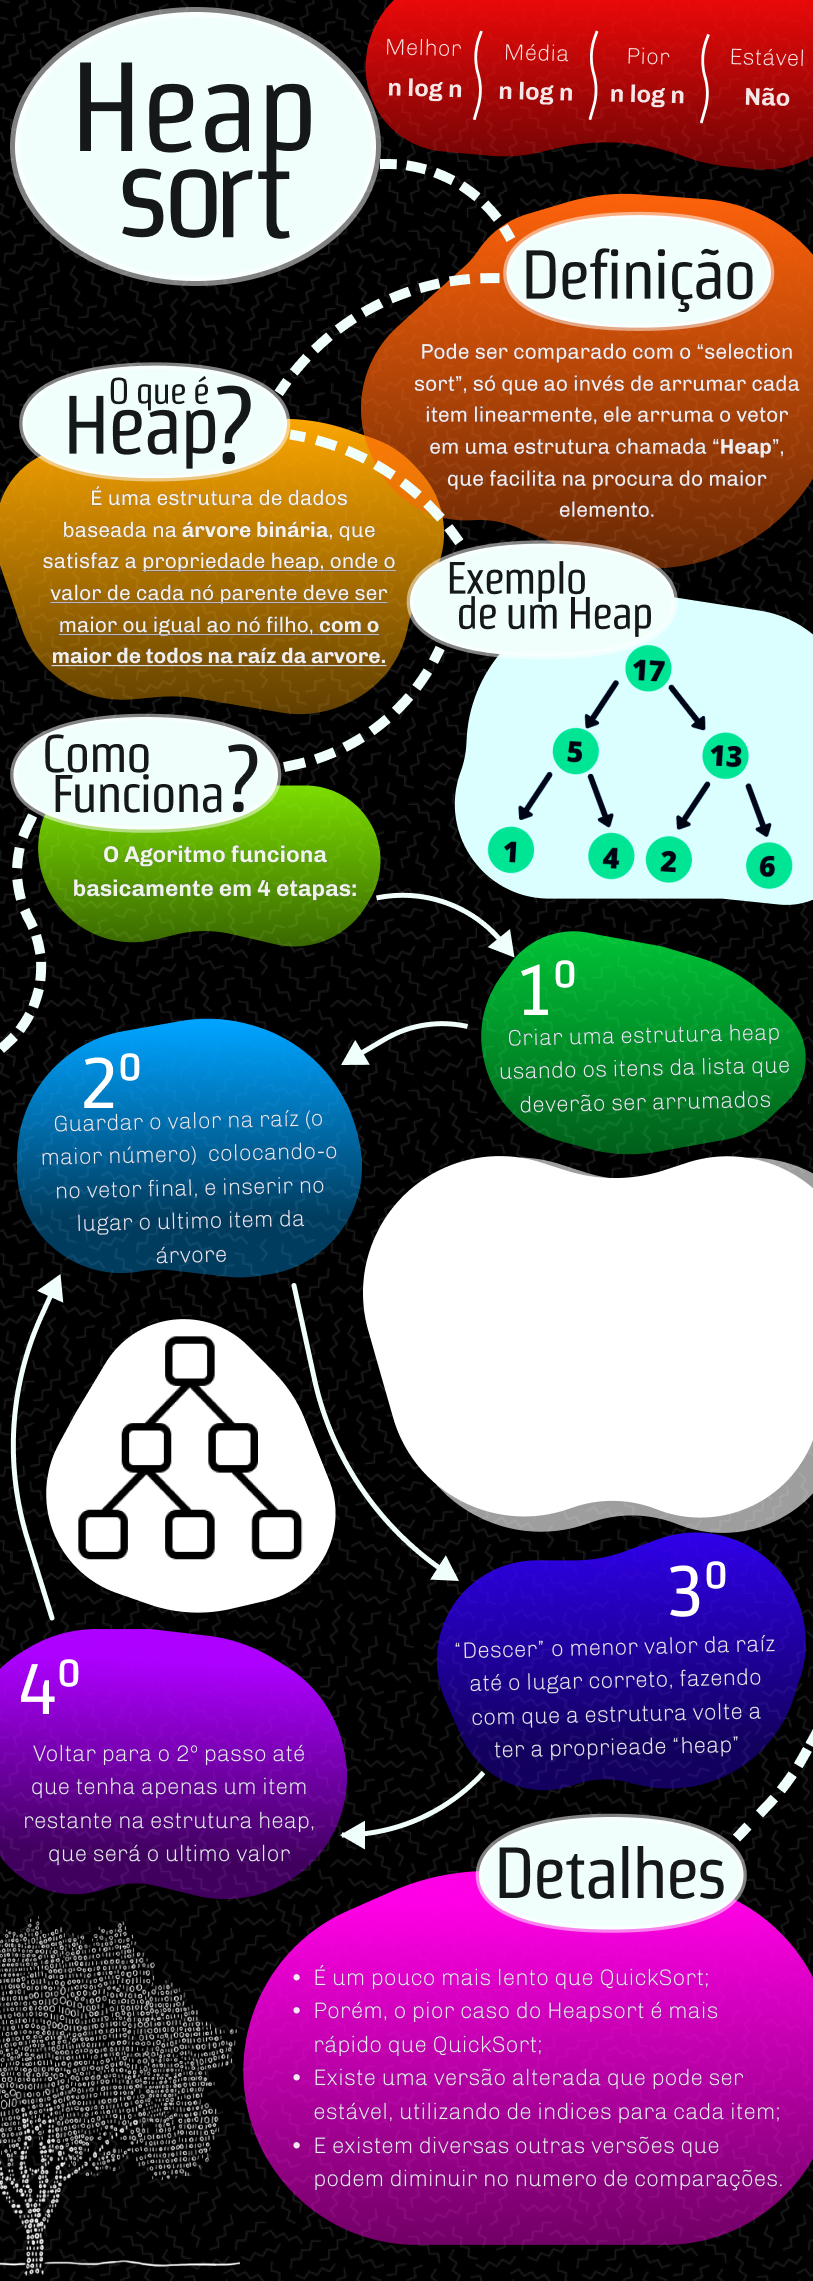 Heap
sort
Melhor
n log n
Média
n log n
Pior
n log n
Estável
Não
Definição
Pode ser comparado com o “selection
sort”, só que ao invés de arrumar cada
item linearmente, ele arruma o vetor
em uma estrutura chamada “Heap”,
que facilita na procura do maior
elemento.
O que é
Heap?
É uma estrutura de dados
baseada na árvore binária, que
satisfaz a propriedade heap, onde o
valor de cada nó parente deve ser
maior ou igual ao nó filho, com o
maior de todos na raíz da arvore.
Exemplo
de um Heap
17
5
13
1
4
2
6
Como
Funciona?
O Agoritmo funciona
basicamente em 4 etapas:
1º
Criar uma estrutura heap
usando os itens da lista que
deverão ser arrumados
2º
Guardar o valor na raíz (o
maior número) colocando-o
no vetor final, e inserir no
lugar o ultimo item da
árvore
3º
“Descer” o menor valor da raíz
até o lugar correto, fazendo
com que a estrutura volte a
ter a proprieade “heap”
4º
Voltar para o 2º passo até
que tenha apenas um item
restante na estrutura heap,
que será o ultimo valor
Detalhes
• É um pouco mais lento que QuickSort;
• Porém, o pior caso do Heapsort é mais
rápido que QuickSort;
• Existe uma versão alterada que pode ser
estável, utilizando de indices para cada item;
• E existem diversas outras versões que
podem diminuir no numero de comparações.